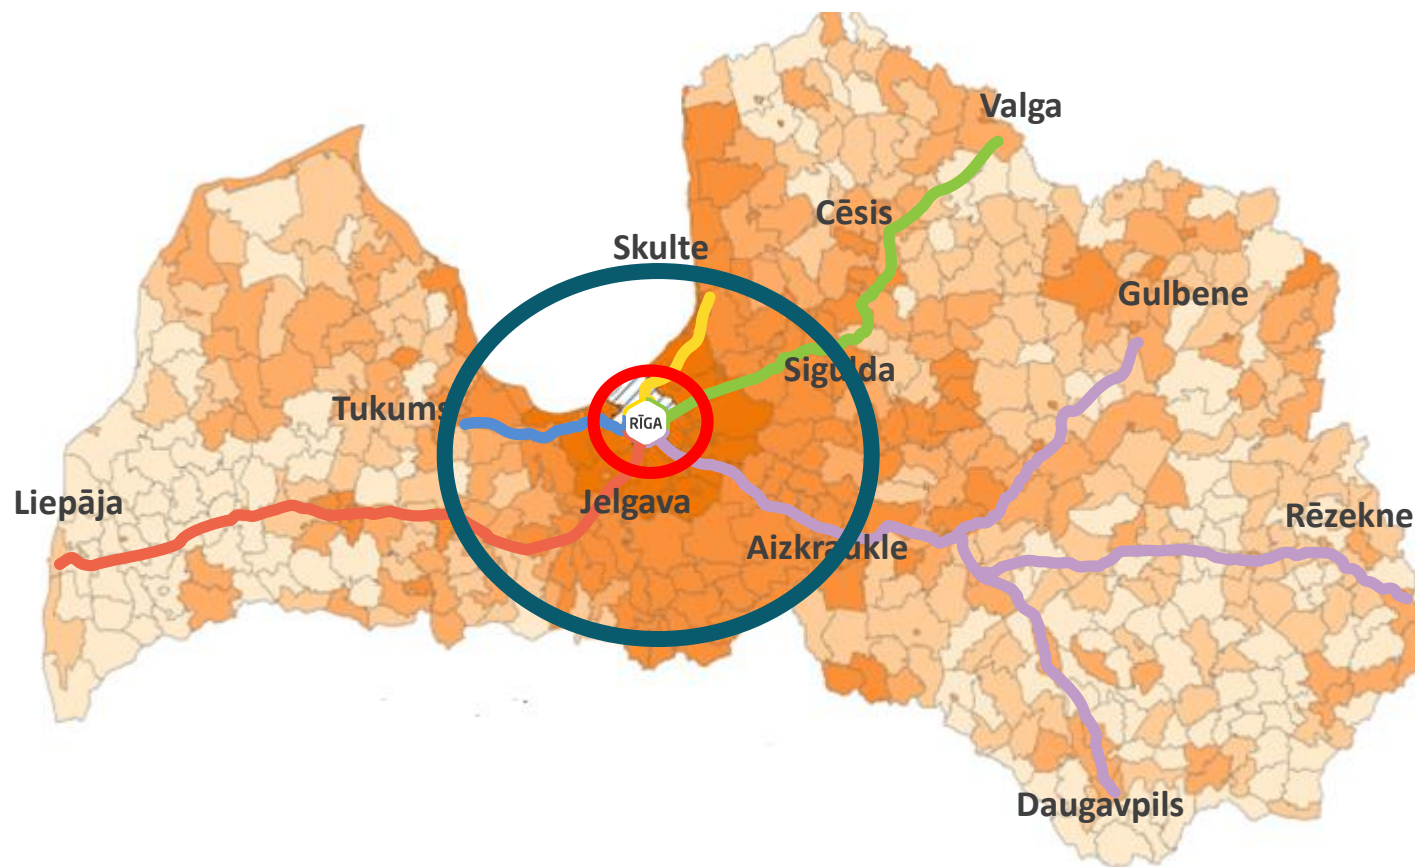 Valga
Cēsis
Skulte
Gulbene
Sigulda
Tukums
RĪGA
Liepāja
Jelgava
Rēzekne
Aizkraukle
Daugavpils